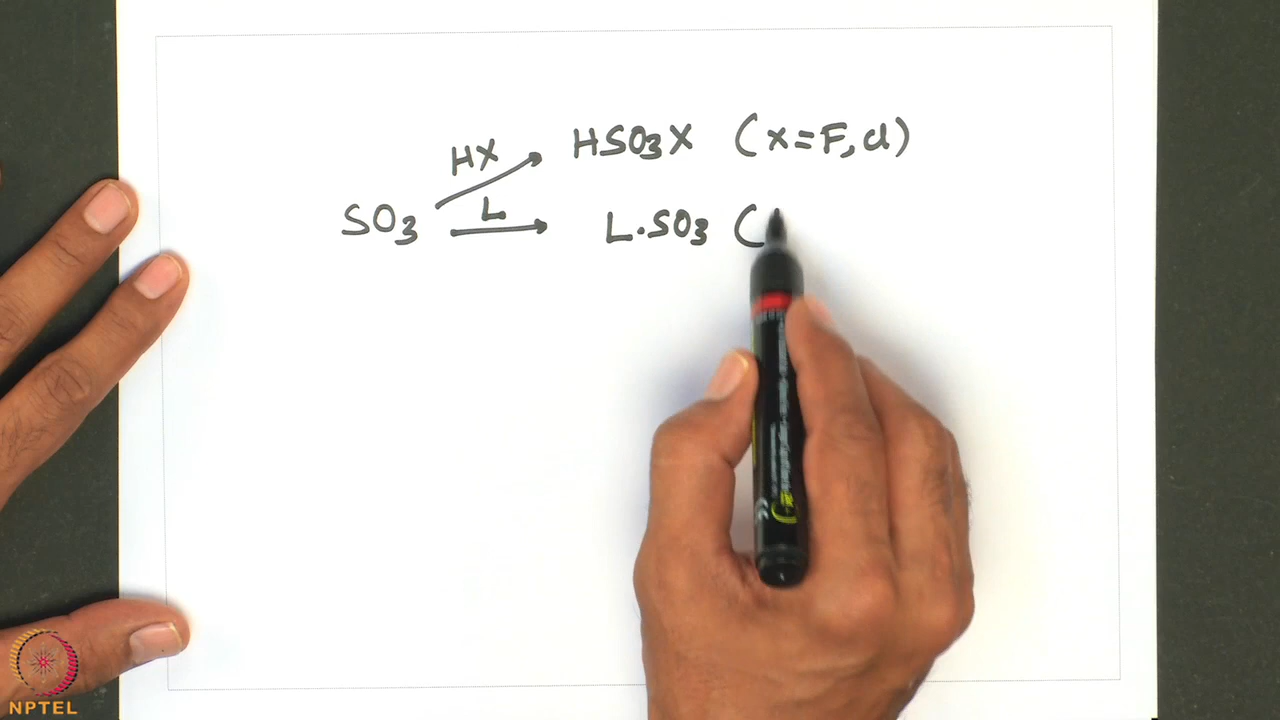 HX
HSO₃X (X=F, Cl)
SO₃
L
L·SO₃ (
NPTEL